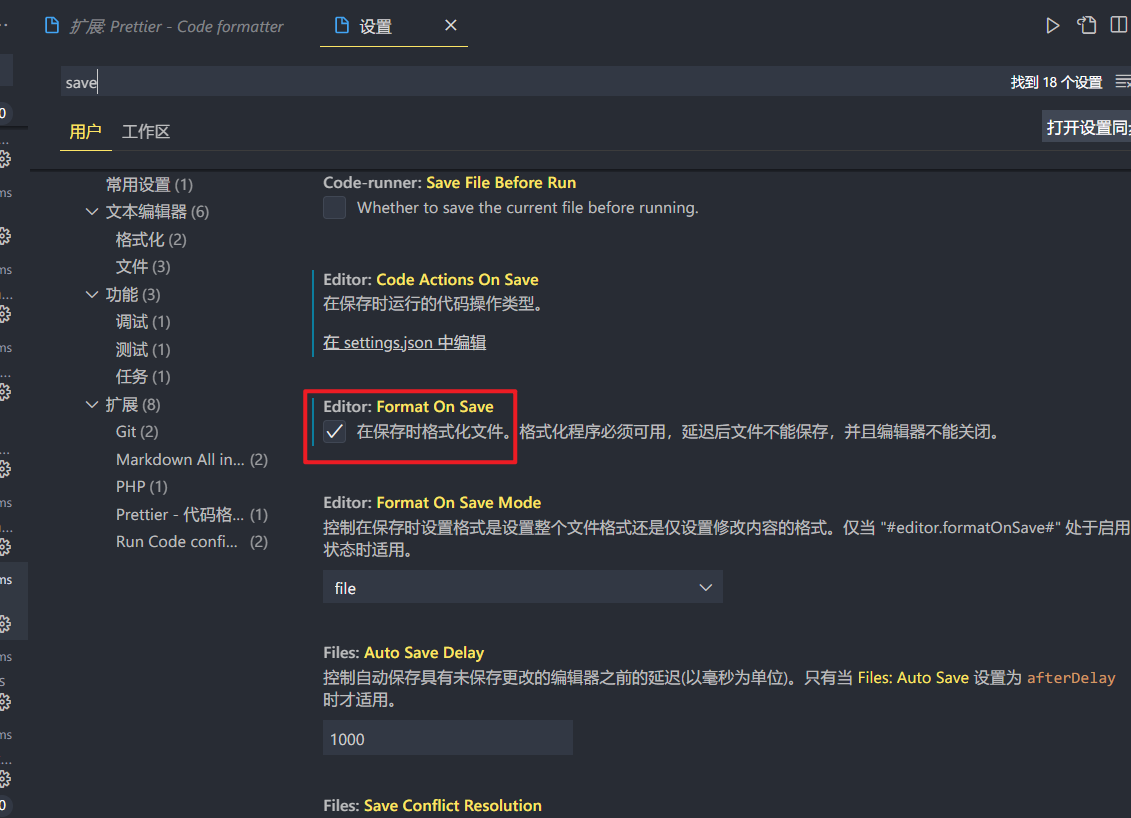 扩展: Prettier - Code formatter
设置
save
找到 18 个设置
用户
工作区
打开设置同
常用设置 (1)
文本编辑器 (6)
格式化 (2)
文件 (3)
功能 (3)
调试 (1)
测试 (1)
任务 (1)
扩展 (8)
Git (2)
Markdown All in... (2)
PHP (1)
Prettier - 代码格... (1)
Run Code confi... (2)
Code-runner: Save File Before Run
Whether to save the current file before running.
Editor: Code Actions On Save
在保存时运行的代码操作类型。
在 settings.json 中编辑
Editor: Format On Save
在保存时格式化文件。格式化程序必须可用，延迟后文件不能保存，并且编辑器不能关闭。
Editor: Format On Save Mode
控制在保存时设置格式是设置整个文件格式还是仅设置修改内容的格式。仅当 "#editor.formatOnSave#" 处于启用
状态时适用。
file
Files: Auto Save Delay
控制自动保存具有未保存更改的编辑器之前的延迟(以毫秒为单位)。只有当 Files: Auto Save 设置为 afterDelay
时才适用。
1000
Files: Save Conflict Resolution